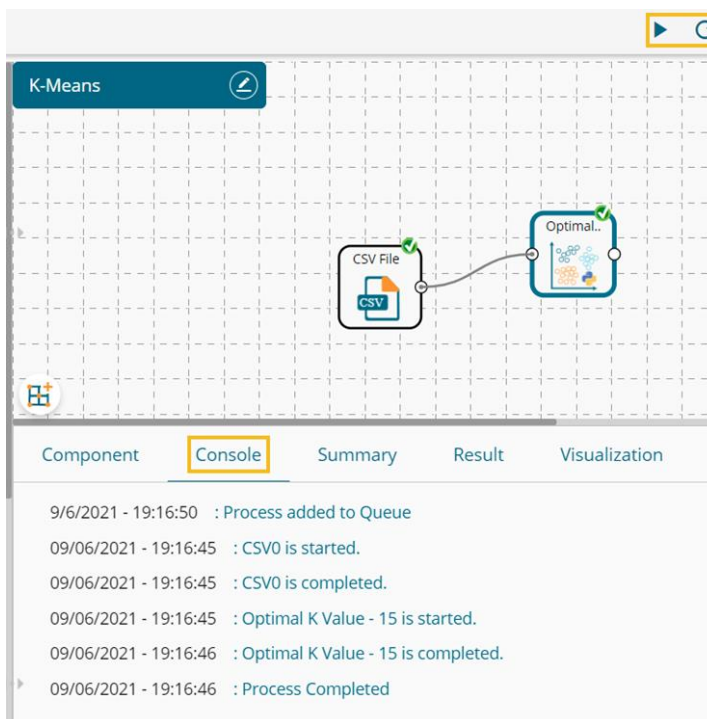 K-Means
Optimal..
CSV File
CSV
Component Console Summary Result Visualization
9/6/2021 - 19:16:50 : Process added to Queue
09/06/2021 - 19:16:45 : CSV0 is started.
09/06/2021 - 19:16:45 : CSV0 is completed.
09/06/2021 - 19:16:45 : Optimal K Value - 15 is started.
09/06/2021 - 19:16:46 : Optimal K Value - 15 is completed.
09/06/2021 - 19:16:46 : Process Completed